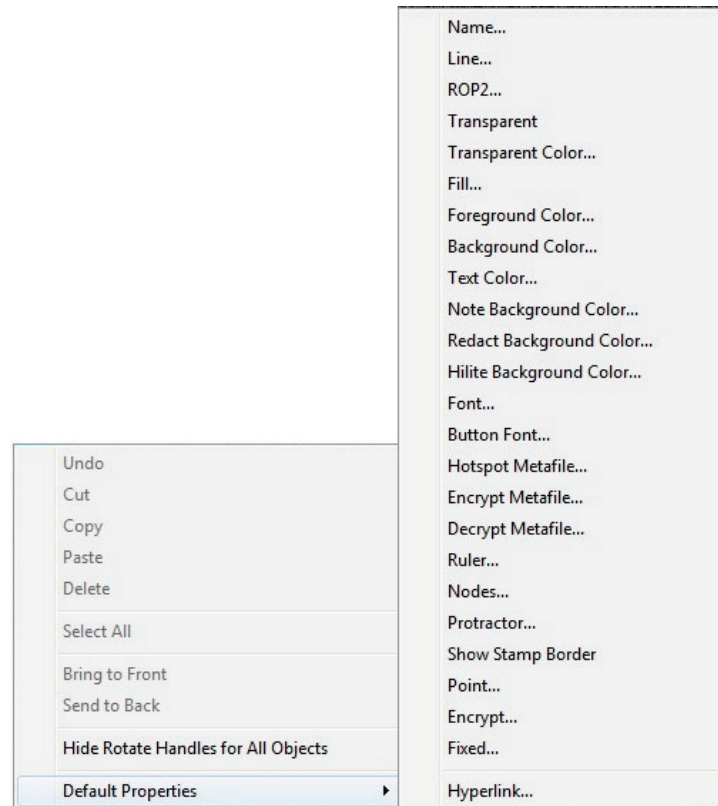 Name...
Line...
ROP2...
Transparent
Transparent Color...
Fill...
Foreground Color...
Background Color...
Text Color...
Note Background Color...
Redact Background Color...
Hilite Background Color...
Font...
Button Font...
Hotspot Metafile...
Encrypt Metafile...
Decrypt Metafile...
Ruler...
Nodes...
Protractor...
Show Stamp Border
Point...
Encrypt...
Fixed...
Hyperlink...
Undo
Cut
Copy
Paste
Delete
Select All
Bring to Front
Send to Back
Hide Rotate Handles for All Objects
Default Properties